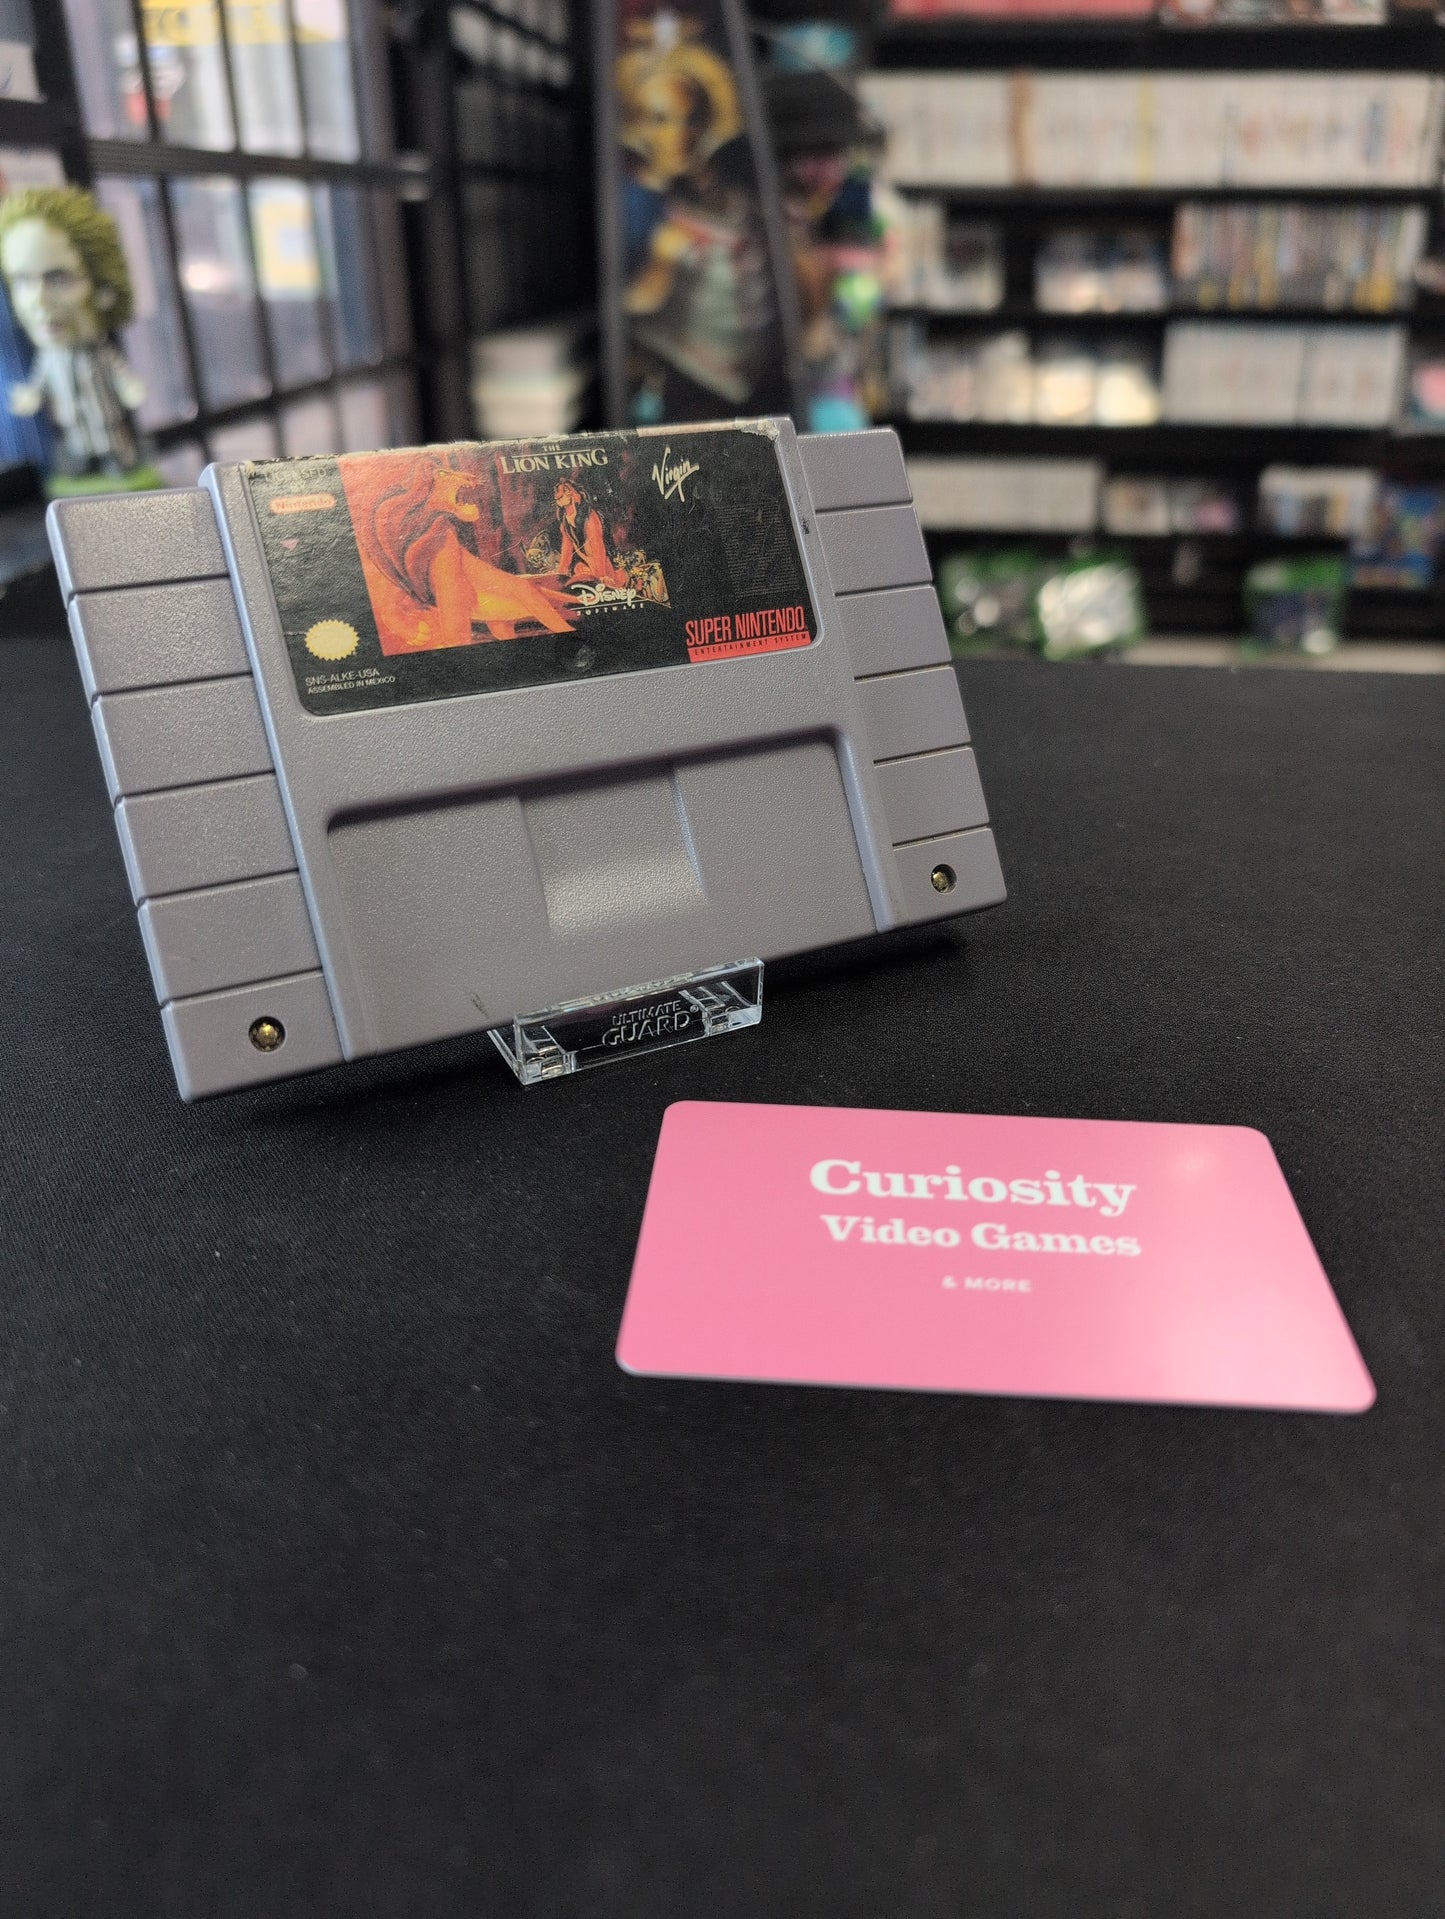 THE
LION KING
Virgin
Nintendo
DISNEY
SOFTWARE
SUPER NINTENDO
ENTERTAINMENT SYSTEM
SNS-ALKE-USA
ASSEMBLED IN MEXICO
ULTIMATE
GUARD®
Curiosity
Video Games
& MORE